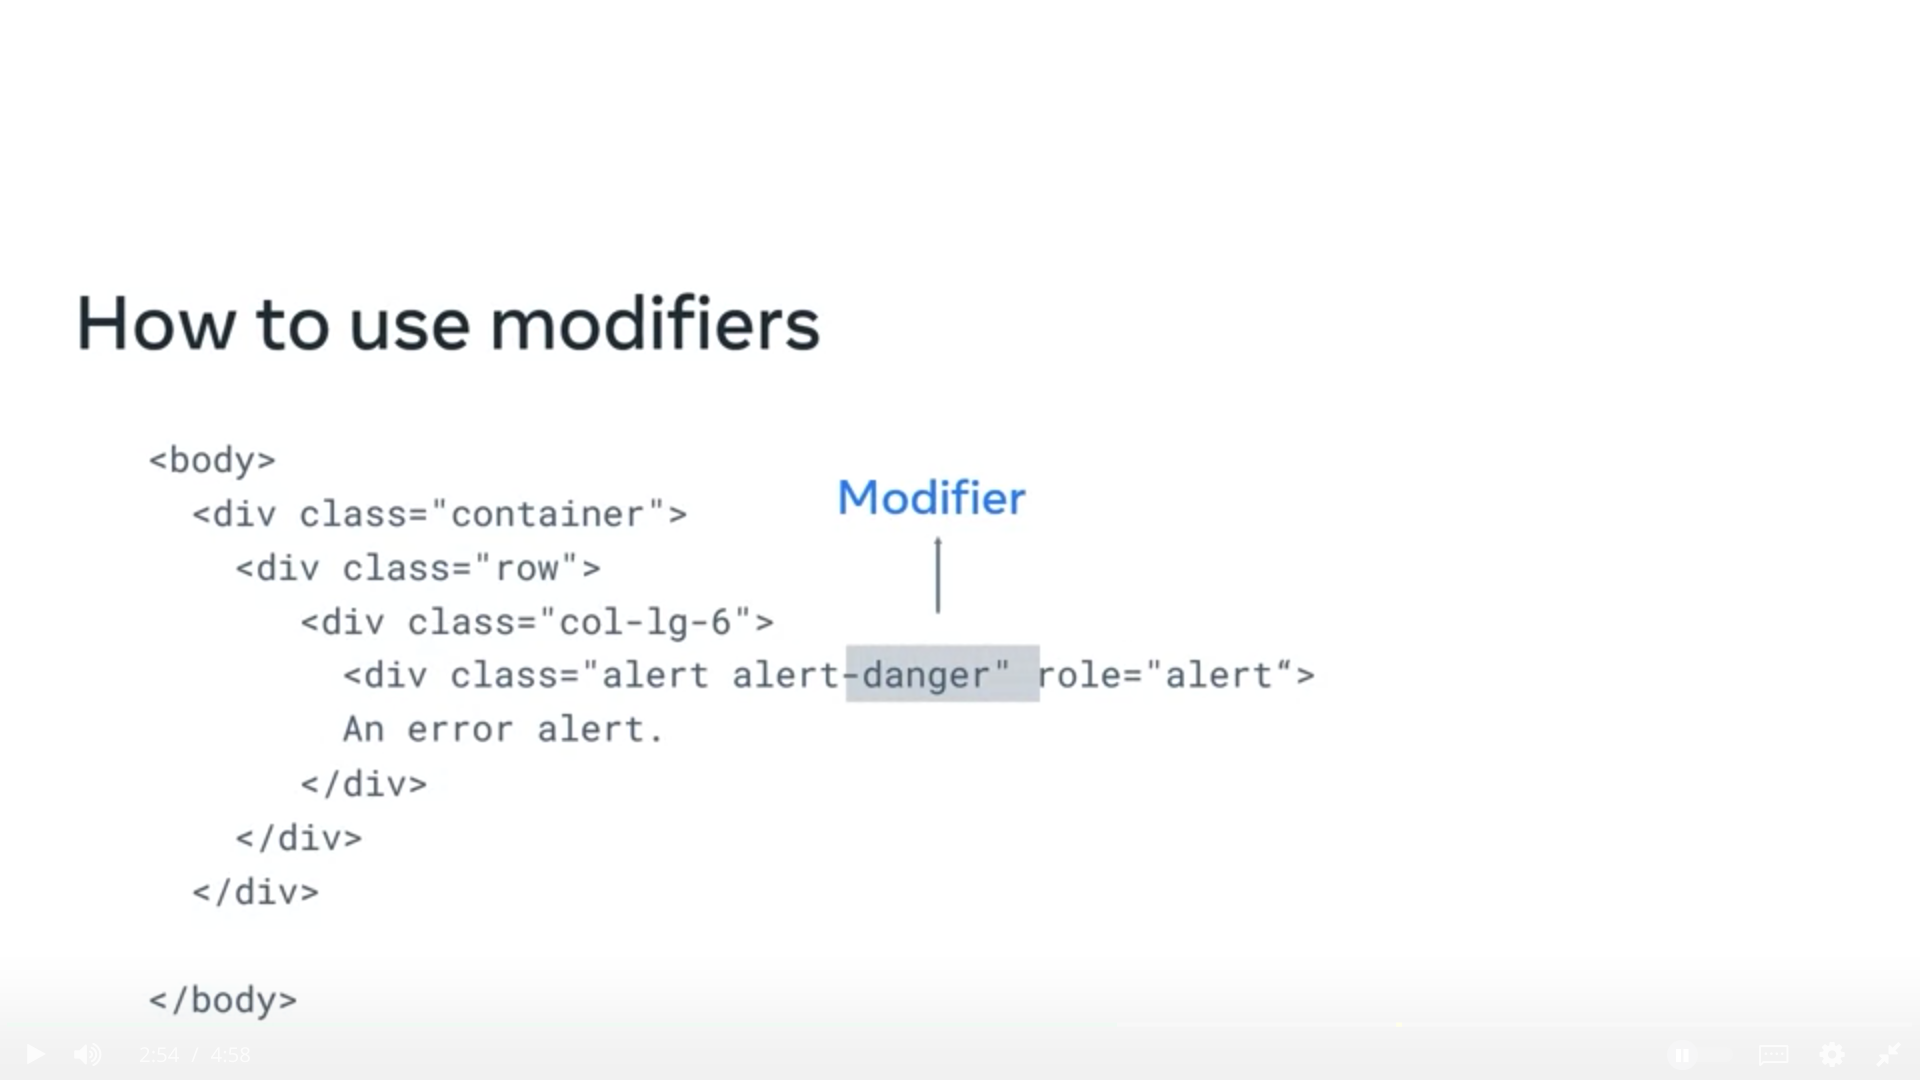 How to use modifiers
<body>
Modifier
<div class="container">
<div class="row">
<div class="col-lg-6">
<div class="alert alert-danger" role="alert“>
An error alert.
</div>
</div>
</div>
</body>
2:54 / 4:58